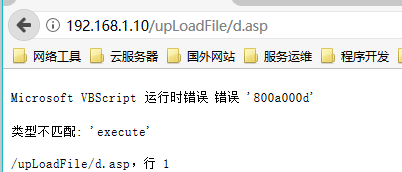 192.168.1.10/upLoadFile/d.asp
网络工具 云服务器 国外网站 服务运维 程序开发
Microsoft VBScript 运行时错误 错误 '800a000d'
类型不匹配: 'execute'
/upLoadFile/d.asp，行 1